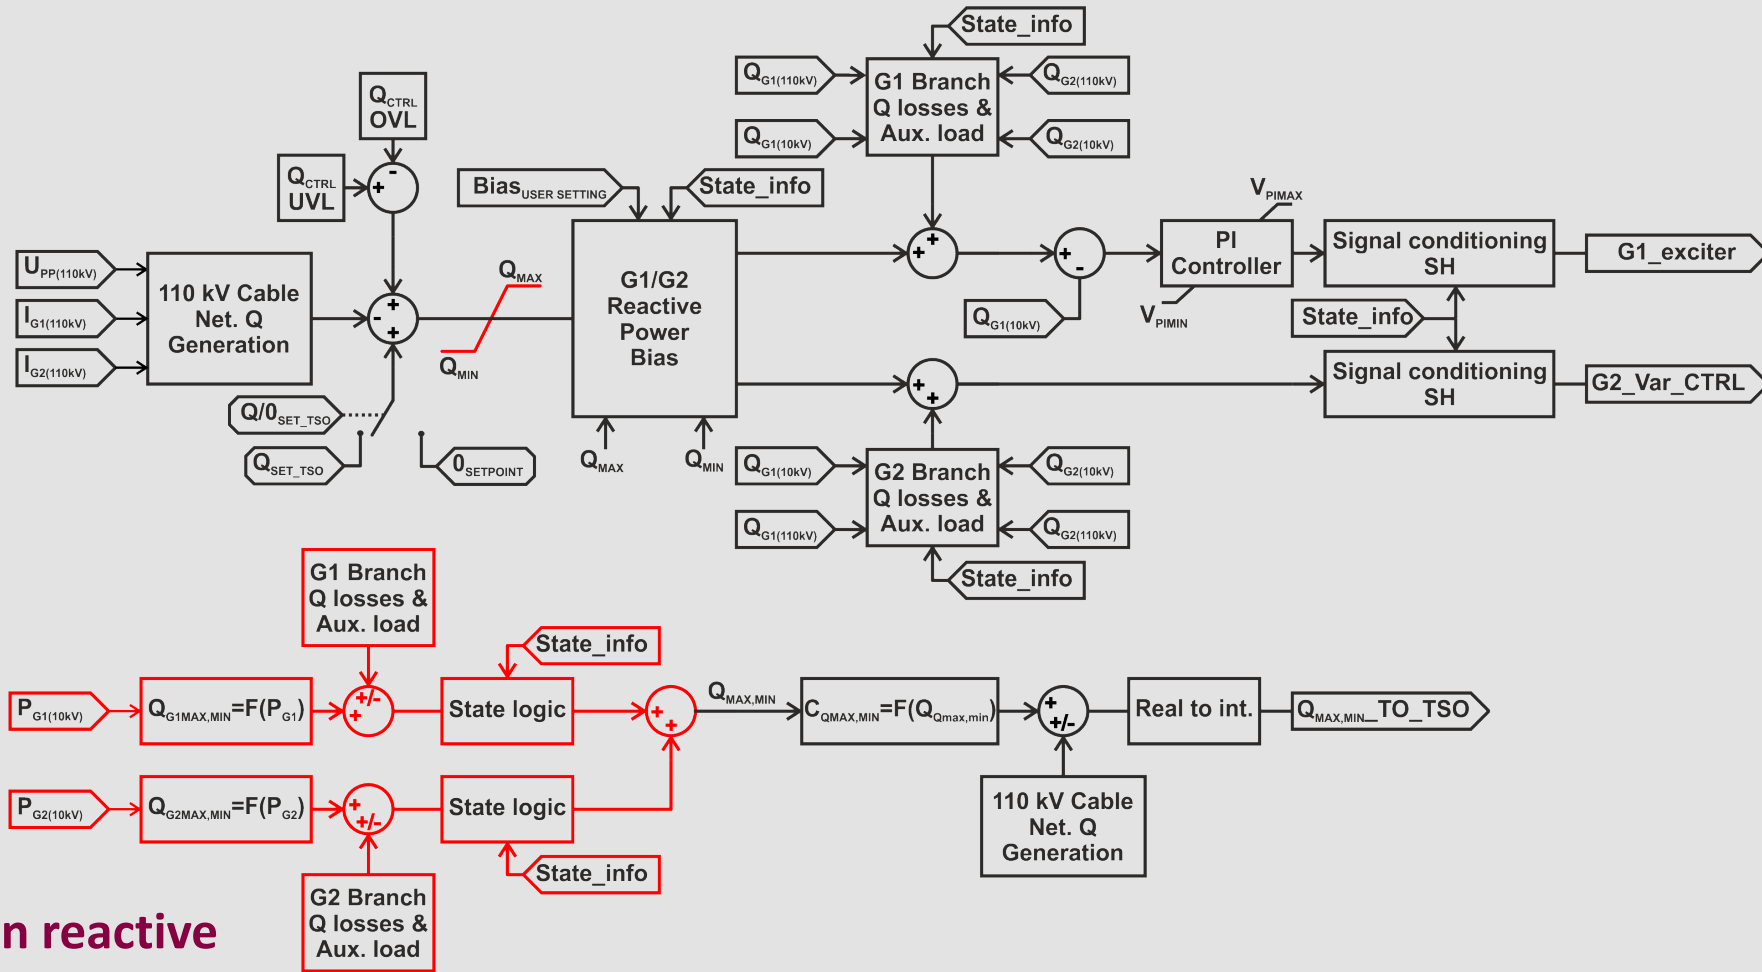 State_info
Q_CTRL
OVL
Q_G1(110kV)
G1 Branch
Q losses &
Aux. load
Q_G2(110kV)
Q_G1(10kV)
Q_G2(10kV)
Q_CTRL
UVL
-
+
Bias_USER SETTING
State_info
V_PIMAX
U_PP(110kV)
I_G1(110kV)
I_G2(110kV)
110 kV Cable
Net. Q
Generation
+
-
+
Q_MAX
Q_MIN
G1/G2
Reactive
Power
Bias
+
+
+
-
PI
Controller
Signal conditioning
SH
G1_exciter
Q_G1(10kV)
V_PIMIN
State_info
+
+
Signal conditioning
SH
G2_Var_CTRL
Q/0_SET_TSO
Q_SET_TSO
0_SETPOINT
Q_MAX
Q_MIN
Q_G1(10kV)
G2 Branch
Q losses &
Aux. load
Q_G2(10kV)
Q_G1(110kV)
Q_G2(110kV)
State_info
G1 Branch
Q losses &
Aux. load
State_info
P_G1(10kV)
Q_G1MAX,MIN=F(P_G1)
+/-
+
State logic
+
+
Q_MAX,MIN
C_QMAX,MIN=F(Q_Qmax,min)
+
+/-
Real to int.
Q_MAX,MIN_TO_TSO
P_G2(10kV)
Q_G2MAX,MIN=F(P_G2)
+
+/-
State logic
110 kV Cable
Net. Q
Generation
State_info
G2 Branch
Q losses &
Aux. load
n reactive